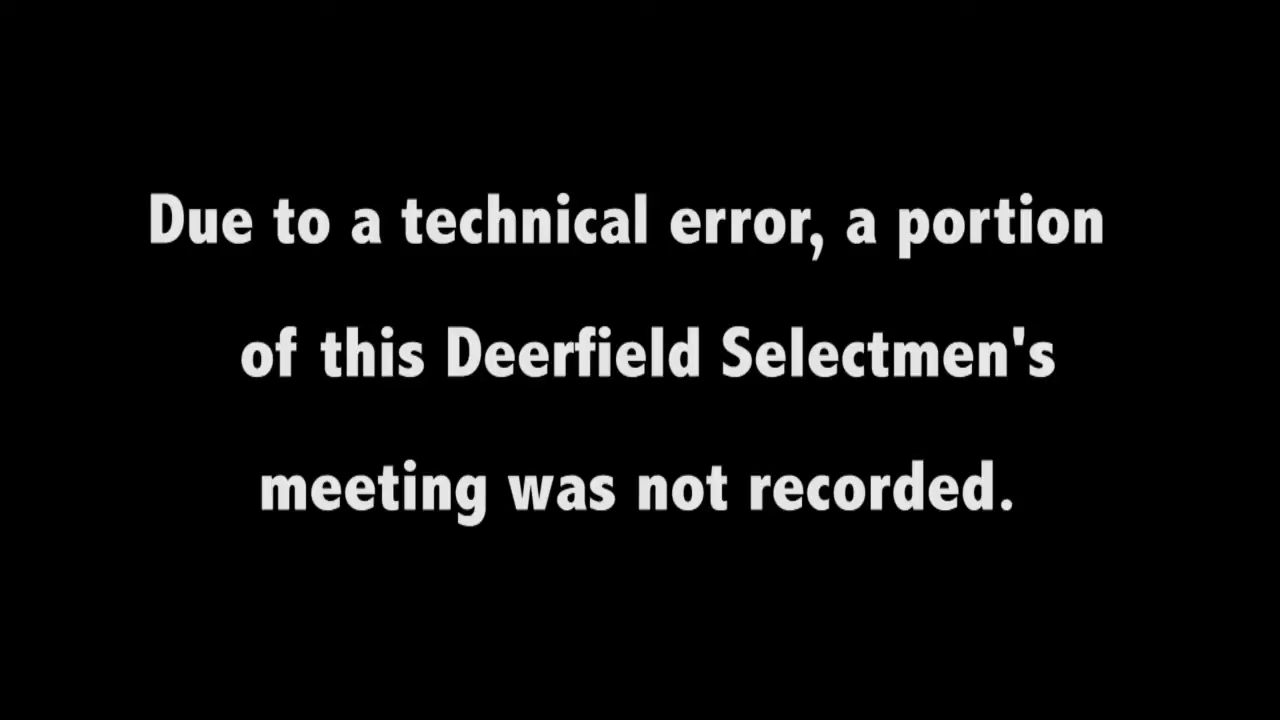 Due to a technical error, a portion
of this Deerfield Selectmen's
meeting was not recorded.